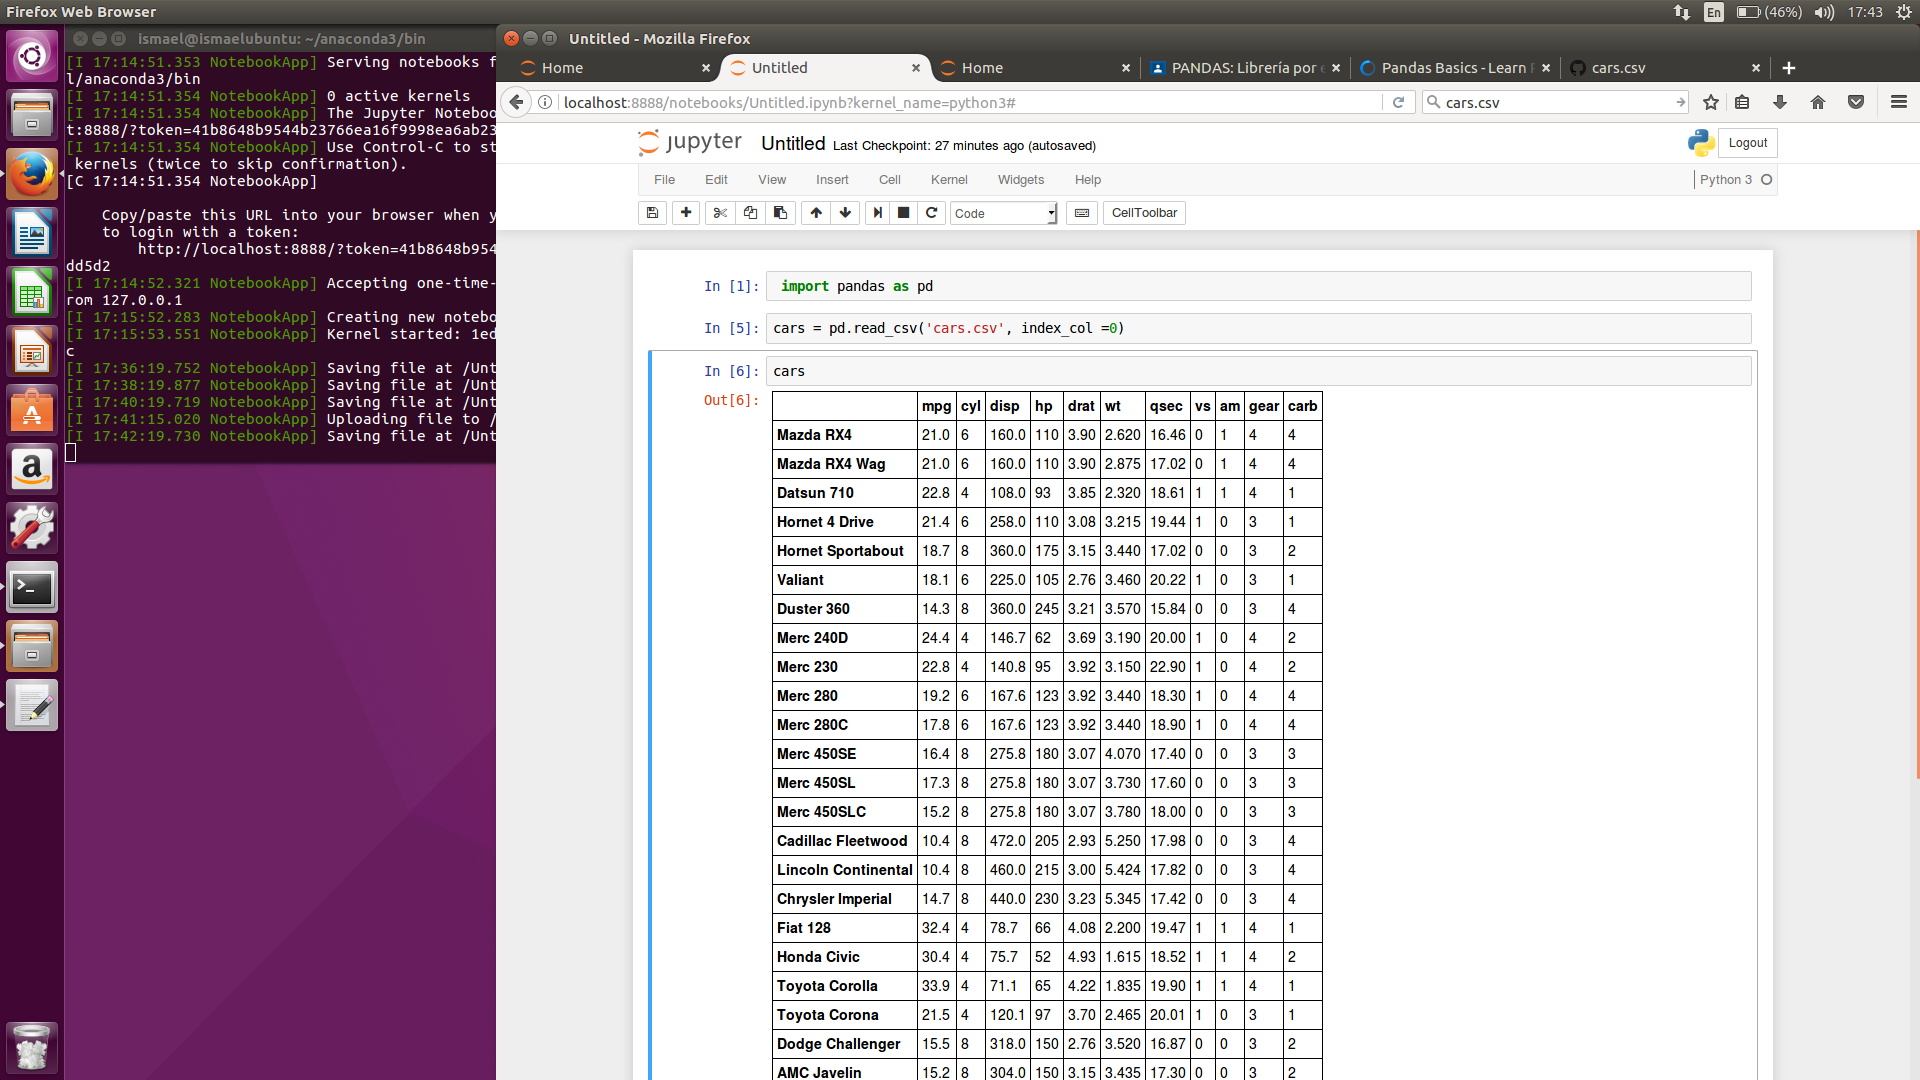 Firefox Web Browser
En
(46%)
17:43
ismael@ismaelubuntu: ~/anaconda3/bin
[I 17:14:51.353 NotebookApp] Serving notebooks f
l/anaconda3/bin
[I 17:14:51.354 NotebookApp] 0 active kernels
[I 17:14:51.354 NotebookApp] The Jupyter Noteboo
t:8888/?token=41b8648b9544b23766ea16f9998ea6ab23
[I 17:14:51.354 NotebookApp] Use Control-C to st
kernels (twice to skip confirmation).
[C 17:14:51.354 NotebookApp]
Copy/paste this URL into your browser when y
to login with a token:
http://localhost:8888/?token=41b8648b954
dd5d2
[I 17:14:52.321 NotebookApp] Accepting one-time-
rom 127.0.0.1
[I 17:15:52.283 NotebookApp] Creating new notebo
[I 17:15:53.551 NotebookApp] Kernel started: 1ed
c
[I 17:36:19.752 NotebookApp] Saving file at /Unt
[I 17:38:19.877 NotebookApp] Saving file at /Unt
[I 17:40:19.719 NotebookApp] Saving file at /Unt
[I 17:41:15.020 NotebookApp] Uploading file to /
[I 17:42:19.730 NotebookApp] Saving file at /Unt
Untitled - Mozilla Firefox
Home
Untitled
Home
PANDAS: Librería por
Pandas Basics - Learn
cars.csv
localhost:8888/notebooks/Untitled.ipynb?kernel_name=python3#
cars.csv
jupyter Untitled Last Checkpoint: 27 minutes ago (autosaved)
Logout
File Edit View Insert Cell Kernel Widgets Help
Python 3
Code
CellToolbar
In [1]: import pandas as pd
In [5]: cars = pd.read_csv('cars.csv', index_col =0)
In [6]: cars
Out[6]:
mpg cyl disp hp drat wt qsec vs am gear carb
Mazda RX4 21.0 6 160.0 110 3.90 2.620 16.46 0 1 4 4
Mazda RX4 Wag 21.0 6 160.0 110 3.90 2.875 17.02 0 1 4 4
Datsun 710 22.8 4 108.0 93 3.85 2.320 18.61 1 1 4 1
Hornet 4 Drive 21.4 6 258.0 110 3.08 3.215 19.44 1 0 3 1
Hornet Sportabout 18.7 8 360.0 175 3.15 3.440 17.02 0 0 3 2
Valiant 18.1 6 225.0 105 2.76 3.460 20.22 1 0 3 1
Duster 360 14.3 8 360.0 245 3.21 3.570 15.84 0 0 3 4
Merc 240D 24.4 4 146.7 62 3.69 3.190 20.00 1 0 4 2
Merc 230 22.8 4 140.8 95 3.92 3.150 22.90 1 0 4 2
Merc 280 19.2 6 167.6 123 3.92 3.440 18.30 1 0 4 4
Merc 280C 17.8 6 167.6 123 3.92 3.440 18.90 1 0 4 4
Merc 450SE 16.4 8 275.8 180 3.07 4.070 17.40 0 0 3 3
Merc 450SL 17.3 8 275.8 180 3.07 3.730 17.60 0 0 3 3
Merc 450SLC 15.2 8 275.8 180 3.07 3.780 18.00 0 0 3 3
Cadillac Fleetwood 10.4 8 472.0 205 2.93 5.250 17.98 0 0 3 4
Lincoln Continental 10.4 8 460.0 215 3.00 5.424 17.82 0 0 3 4
Chrysler Imperial 14.7 8 440.0 230 3.23 5.345 17.42 0 0 3 4
Fiat 128 32.4 4 78.7 66 4.08 2.200 19.47 1 1 4 1
Honda Civic 30.4 4 75.7 52 4.93 1.615 18.52 1 1 4 2
Toyota Corolla 33.9 4 71.1 65 4.22 1.835 19.90 1 1 4 1
Toyota Corona 21.5 4 120.1 97 3.70 2.465 20.01 1 0 3 1
Dodge Challenger 15.5 8 318.0 150 2.76 3.520 16.87 0 0 3 2
AMC Javelin 15.2 8 304.0 150 3.15 3.435 17.30 0 0 3 2